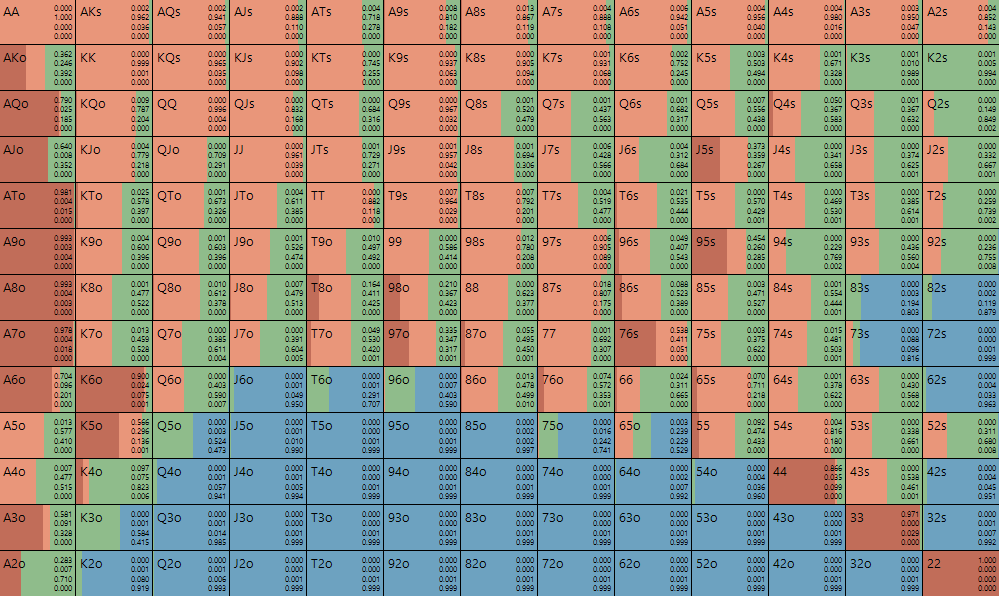 AA AKs AQs AJs ATs A9s A8s A7s A6s A5s A4s A3s A2s
0.000 0.002 0.002 0.002 0.004 0.008 0.013 0.004 0.006 0.004 0.004 0.003 0.004
1.000 0.962 0.941 0.888 0.718 0.810 0.867 0.888 0.942 0.956 0.980 0.950 0.852
0.000 0.036 0.057 0.110 0.278 0.182 0.119 0.108 0.051 0.040 0.016 0.047 0.143
0.000 0.000 0.000 0.000 0.000 0.000 0.000 0.000 0.000 0.000 0.000 0.000 0.000
AKo KK KQs KJs KTs K9s K8s K7s K6s K5s K4s K3s K2s
0.362 0.000 0.000 0.000 0.000 0.000 0.000 0.001 0.002 0.003 0.001 0.001 0.001
0.246 0.999 0.965 0.902 0.745 0.937 0.905 0.931 0.752 0.503 0.671 0.010 0.005
0.392 0.001 0.035 0.098 0.255 0.063 0.094 0.068 0.245 0.494 0.328 0.989 0.994
0.000 0.000 0.000 0.000 0.000 0.000 0.000 0.000 0.000 0.000 0.000 0.000 0.000
AQo KQo QQ QJs QTs Q9s Q8s Q7s Q6s Q5s Q4s Q3s Q2s
0.790 0.009 0.000 0.000 0.000 0.000 0.001 0.001 0.001 0.007 0.050 0.001 0.000
0.025 0.787 0.996 0.832 0.684 0.967 0.520 0.437 0.682 0.556 0.367 0.367 0.149
0.185 0.204 0.004 0.168 0.316 0.032 0.479 0.563 0.317 0.438 0.583 0.632 0.849
0.000 0.000 0.000 0.000 0.000 0.000 0.000 0.000 0.000 0.000 0.000 0.000 0.002
AJo KJo QJo JJ JTs J9s J8s J7s J6s J5s J4s J3s J2s
0.640 0.004 0.000 0.000 0.001 0.001 0.001 0.006 0.004 0.373 0.000 0.000 0.000
0.008 0.779 0.709 0.961 0.729 0.957 0.694 0.428 0.312 0.359 0.341 0.374 0.332
0.352 0.218 0.291 0.039 0.271 0.042 0.306 0.566 0.684 0.267 0.658 0.625 0.667
0.000 0.000 0.000 0.000 0.000 0.000 0.000 0.000 0.000 0.000 0.001 0.001 0.001
ATo KTo QTo JTo TT T9s T8s T7s T6s T5s T4s T3s T2s
0.981 0.025 0.001 0.004 0.000 0.007 0.007 0.004 0.021 0.000 0.000 0.000 0.000
0.004 0.578 0.673 0.611 0.882 0.964 0.792 0.519 0.535 0.570 0.469 0.385 0.259
0.015 0.397 0.326 0.385 0.118 0.029 0.201 0.477 0.444 0.429 0.530 0.614 0.739
0.000 0.000 0.000 0.000 0.000 0.000 0.000 0.000 0.000 0.001 0.001 0.001 0.002
A9o K9o Q9o J9o T9o 99 98s 97s 96s 95s 94s 93s 92s
0.993 0.004 0.001 0.001 0.010 0.000 0.012 0.006 0.049 0.454 0.000 0.000 0.000
0.003 0.600 0.603 0.526 0.497 0.586 0.780 0.905 0.407 0.260 0.229 0.436 0.236
0.004 0.396 0.396 0.474 0.492 0.414 0.208 0.089 0.543 0.285 0.769 0.560 0.755
0.000 0.000 0.000 0.000 0.000 0.000 0.000 0.000 0.000 0.000 0.002 0.004 0.008
A8o K8o Q8o J8o T8o 98o 88 87s 86s 85s 84s 83s 82s
0.993 0.001 0.010 0.007 0.164 0.210 0.000 0.018 0.088 0.003 0.001 0.000 0.000
0.004 0.477 0.612 0.479 0.411 0.367 0.623 0.807 0.523 0.471 0.554 0.003 0.002
0.003 0.522 0.378 0.513 0.425 0.423 0.377 0.175 0.389 0.527 0.444 0.194 0.119
0.000 0.000 0.000 0.000 0.000 0.000 0.000 0.000 0.000 0.000 0.001 0.803 0.879
A7o K7o Q7o J7o T7o 97o 87o 77 76s 75s 74s 73s 72s
0.978 0.013 0.000 0.000 0.049 0.335 0.055 0.001 0.538 0.003 0.015 0.000 0.000
0.004 0.459 0.385 0.391 0.530 0.347 0.495 0.692 0.411 0.375 0.481 0.088 0.000
0.018 0.528 0.611 0.604 0.420 0.317 0.450 0.307 0.051 0.622 0.503 0.096 0.001
0.000 0.000 0.004 0.005 0.001 0.001 0.001 0.000 0.000 0.000 0.001 0.816 0.999
A6o K6o Q6o J6o T6o 96o 86o 76o 66 65s 64s 63s 62s
0.704 0.900 0.000 0.000 0.000 0.000 0.013 0.074 0.024 0.070 0.001 0.000 0.000
0.096 0.024 0.403 0.001 0.001 0.007 0.478 0.572 0.311 0.711 0.378 0.430 0.004
0.201 0.075 0.590 0.049 0.291 0.403 0.499 0.353 0.665 0.218 0.622 0.568 0.033
0.000 0.001 0.007 0.950 0.707 0.590 0.010 0.001 0.000 0.000 0.000 0.002 0.963
A5o K5o Q5o J5o T5o 95o 85o 75o 65o 55 54s 53s 52s
0.013 0.566 0.000 0.000 0.000 0.000 0.000 0.000 0.003 0.092 0.004 0.000 0.000
0.577 0.296 0.003 0.001 0.001 0.001 0.002 0.016 0.239 0.474 0.816 0.338 0.311
0.410 0.136 0.524 0.010 0.000 0.002 0.002 0.242 0.229 0.433 0.180 0.661 0.680
0.000 0.001 0.473 0.990 0.999 0.997 0.997 0.741 0.529 0.000 0.000 0.000 0.008
A4o K4o Q4o J4o T4o 94o 84o 74o 64o 54o 44 43s 42s
0.007 0.097 0.000 0.000 0.000 0.000 0.000 0.000 0.000 0.000 0.866 0.000 0.000
0.477 0.075 0.001 0.001 0.001 0.001 0.001 0.001 0.002 0.004 0.035 0.538 0.004
0.515 0.823 0.057 0.005 0.000 0.000 0.000 0.000 0.007 0.036 0.099 0.461 0.045
0.000 0.006 0.941 0.994 0.999 0.999 0.999 0.999 0.992 0.960 0.000 0.001 0.951
A3o K3o Q3o J3o T3o 93o 83o 73o 63o 53o 43o 33 32s
0.581 0.000 0.000 0.000 0.000 0.000 0.000 0.000 0.000 0.000 0.000 0.971 0.000
0.091 0.001 0.001 0.001 0.001 0.001 0.001 0.001 0.001 0.001 0.001 0.000 0.001
0.328 0.584 0.014 0.000 0.000 0.000 0.000 0.000 0.000 0.000 0.000 0.029 0.007
0.000 0.415 0.985 0.999 0.999 0.999 0.999 0.999 0.999 0.999 0.999 0.000 0.992
A2o K2o Q2o J2o T2o 92o 82o 72o 62o 52o 42o 32o 22
0.283 0.000 0.000 0.000 0.000 0.000 0.000 0.000 0.000 0.000 0.000 0.000 1.000
0.007 0.001 0.001 0.001 0.001 0.001 0.001 0.001 0.001 0.001 0.001 0.001 0.000
0.710 0.080 0.006 0.000 0.000 0.000 0.000 0.000 0.000 0.000 0.000 0.000 0.000
0.000 0.919 0.993 0.999 0.999 0.999 0.999 0.999 0.999 0.999 0.999 0.999 0.000